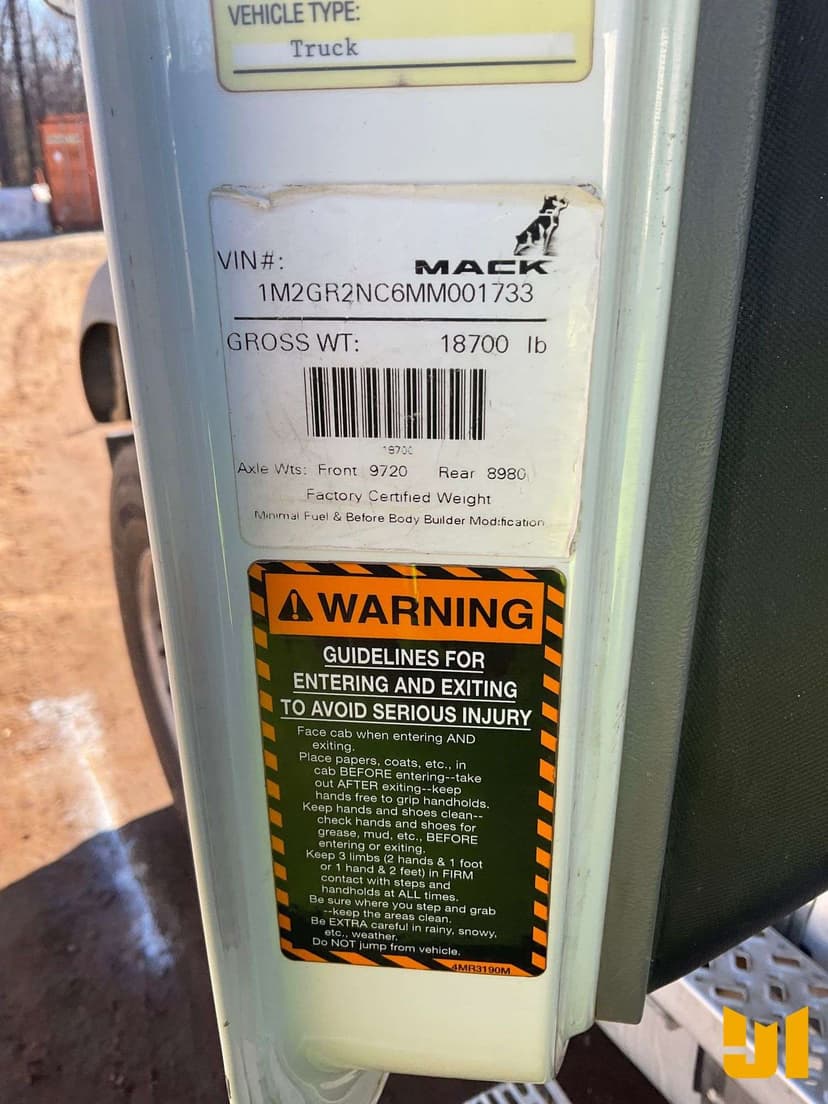 VEHICLE TYPE:
Truck
MACK
VIN#:
1M2GR2NC6MM001733
GROSS WT: 18700 lb
18700
Axle Wts: Front 9720 Rear 8980
Factory Certified Weight
Minimal Fuel & Before Body Builder Modification
WARNING
GUIDELINES FOR
ENTERING AND EXITING
TO AVOID SERIOUS INJURY
Face cab when entering AND
exiting.
Place papers, coats, etc., in
cab BEFORE entering--take
out AFTER exiting--keep
hands free to grip handholds.
Keep hands and shoes clean--
check hands and shoes for
grease, mud, etc., BEFORE
entering or exiting.
Keep 3 limbs (2 hands & 1 foot
or 1 hand & 2 feet) in FIRM
contact with steps and
handholds at ALL times.
Be sure where you step and grab
--keep the areas clean.
Be EXTRA careful in rainy, snowy,
etc., weather.
Do NOT jump from vehicle.
4MR3190M